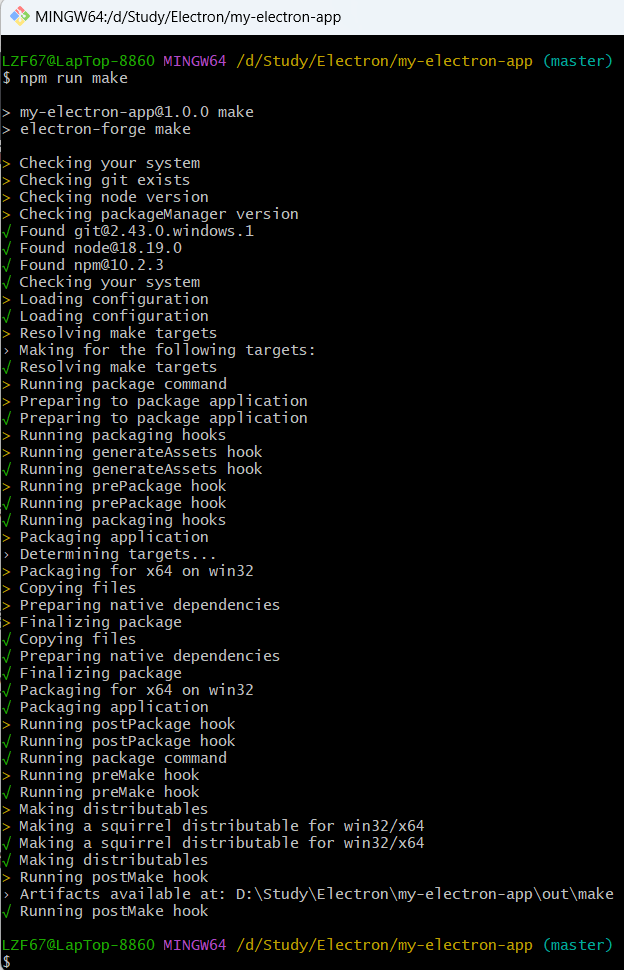 MINGW64:/d/Study/Electron/my-electron-app
LZF67@LapTop-8860 MINGW64 /d/Study/Electron/my-electron-app (master)
$ npm run make
> my-electron-app@1.0.0 make
> electron-forge make
> Checking your system
> Checking git exists
> Checking node version
> Checking packageManager version
√ Found git@2.43.0.windows.1
√ Found node@18.19.0
√ Found npm@10.2.3
√ Checking your system
> Loading configuration
√ Loading configuration
> Resolving make targets
› Making for the following targets:
√ Resolving make targets
> Running package command
> Preparing to package application
√ Preparing to package application
> Running packaging hooks
> Running generateAssets hook
√ Running generateAssets hook
> Running prePackage hook
√ Running prePackage hook
√ Running packaging hooks
> Packaging application
› Determining targets...
> Packaging for x64 on win32
> Copying files
> Preparing native dependencies
> Finalizing package
√ Copying files
√ Preparing native dependencies
√ Finalizing package
√ Packaging for x64 on win32
√ Packaging application
> Running postPackage hook
√ Running postPackage hook
√ Running package command
> Running preMake hook
√ Running preMake hook
> Making distributables
> Making a squirrel distributable for win32/x64
√ Making a squirrel distributable for win32/x64
√ Making distributables
> Running postMake hook
› Artifacts available at: D:\Study\Electron\my-electron-app\out\make
√ Running postMake hook
LZF67@LapTop-8860 MINGW64 /d/Study/Electron/my-electron-app (master)
$